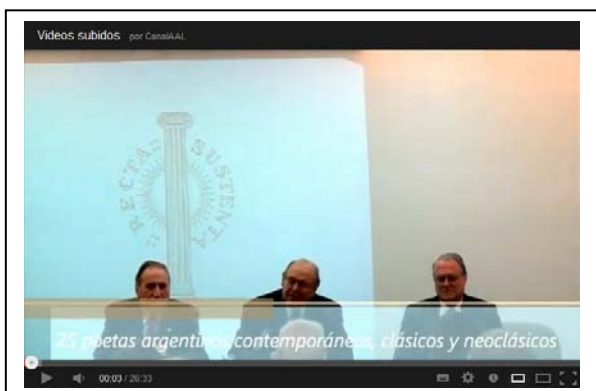 Videos subidos por CanalAAL
RECTA SUSTENTA
25 poetas argentinos contemporáneos, clásicos y neoclásicos
00:03 / 26:33